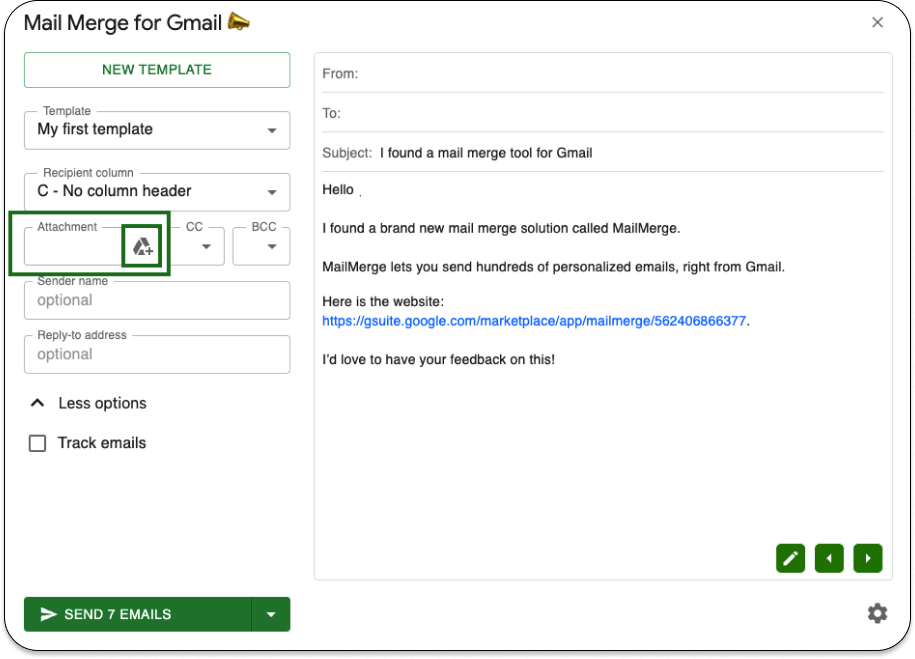 Mail Merge for Gmail
NEW TEMPLATE
Template
My first template
Recipient column
C - No column header
Attachment
CC
BCC
Sender name
optional
Reply-to address
optional
Less options
Track emails
SEND 7 EMAILS
From:
To:
Subject: I found a mail merge tool for Gmail
Hello .
I found a brand new mail merge solution called MailMerge.
MailMerge lets you send hundreds of personalized emails, right from Gmail.
Here is the website:
https://gsuite.google.com/marketplace/app/mailmerge/562406866377.
I'd love to have your feedback on this!